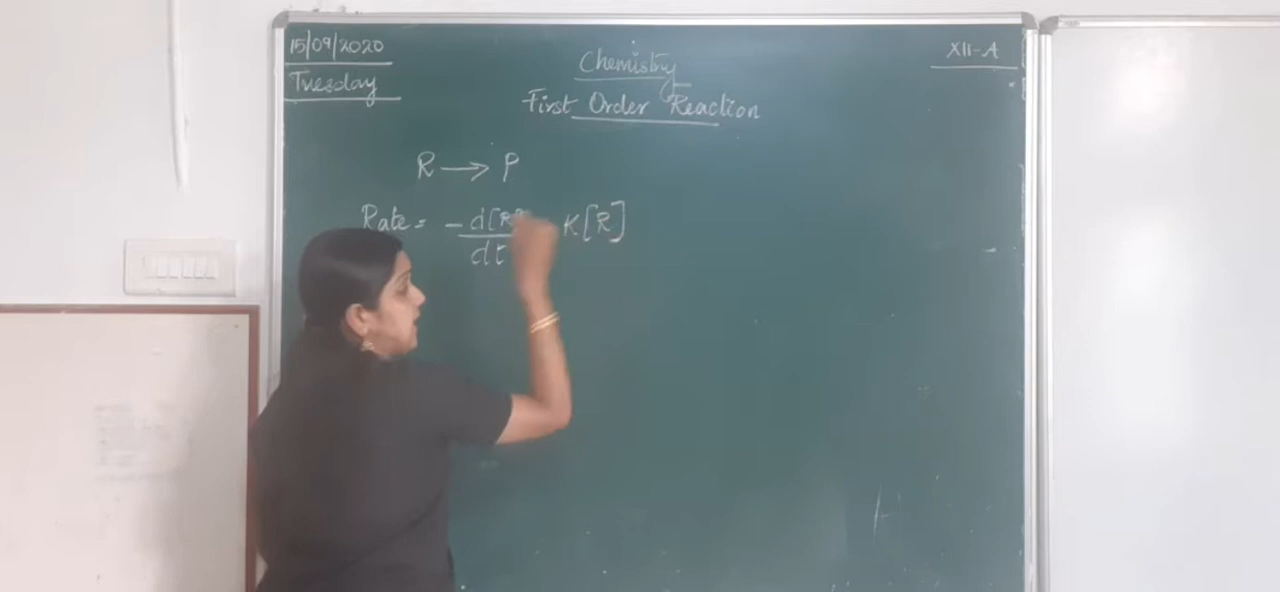 15/09/2020
Tuesday
Chemistry
XII-A
First Order Reaction
R → P
Rate = -d[R] K[R]
dt